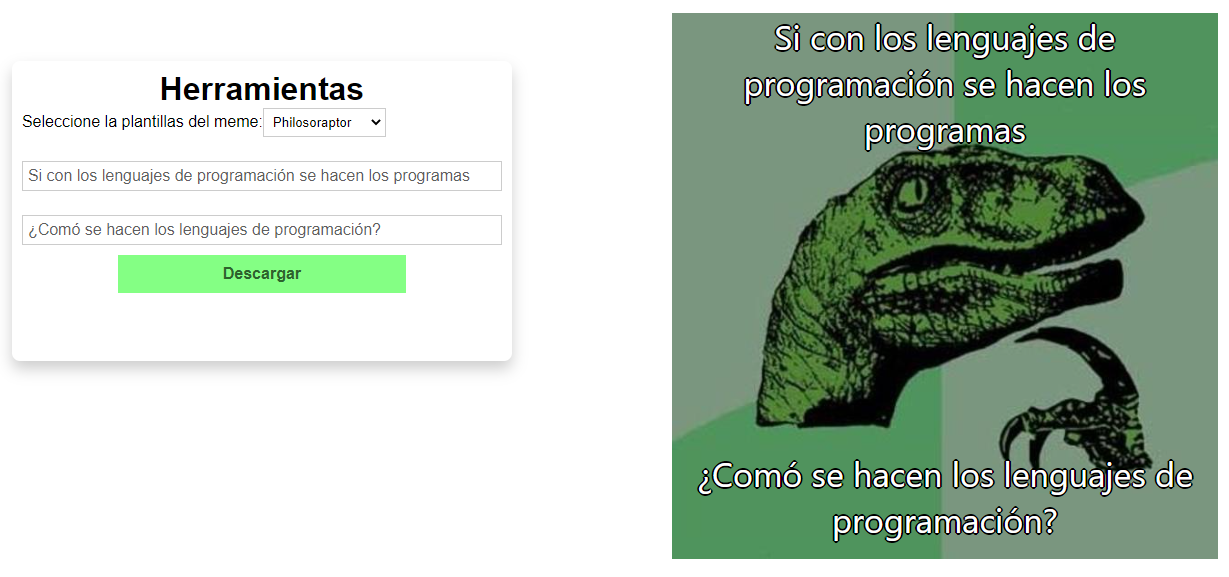 Herramientas
Seleccione la plantillas del meme: Philosoraptor
Si con los lenguajes de programación se hacen los programas
¿Comó se hacen los lenguajes de programación?
Descargar
Si con los lenguajes de
programación se hacen los
programas
¿Comó se hacen los lenguajes de
programación?